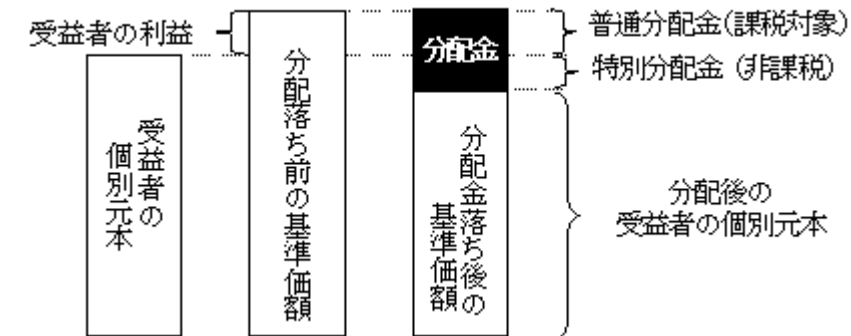 受益者の利益
受益者の
個別元本
分配落ち前の基準価額
分配金
分配金落ち後の
基準価額
普通分配金(課税対象)
特別分配金 (非課税)
分配後の
受益者の個別元本